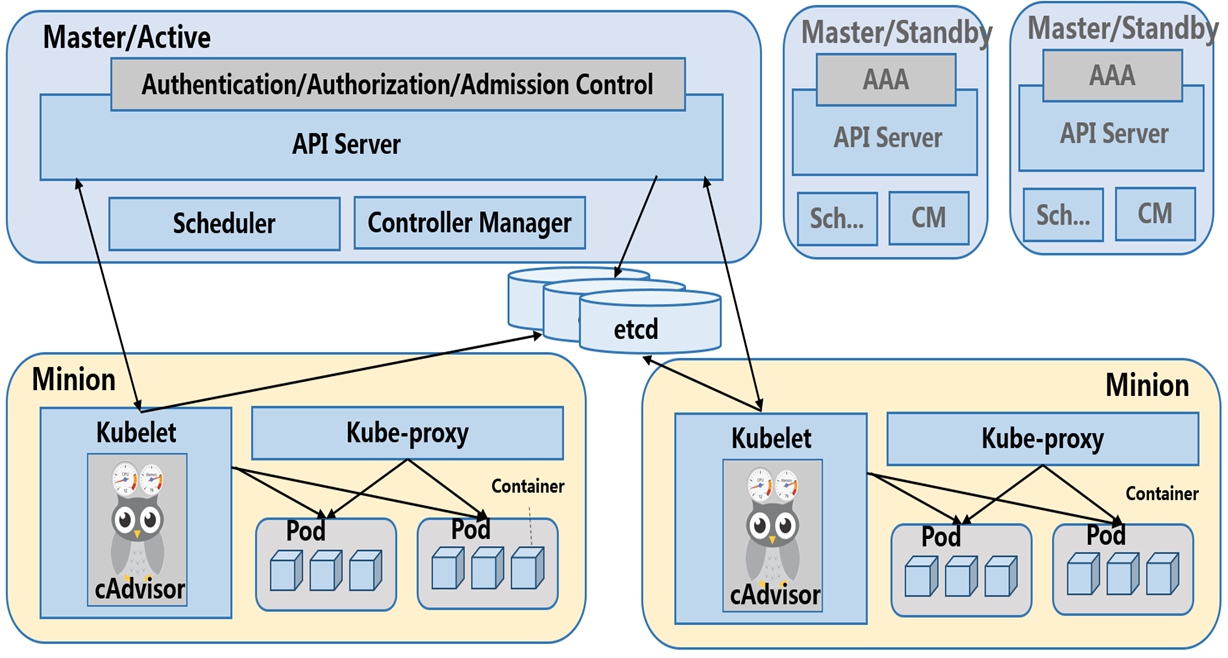 Master/Active
Authentication/Authorization/Admission Control
API Server
Scheduler
Controller Manager
Master/Standby
AAA
API Server
Sch...
CM
Master/Standby
AAA
API Server
Sch...
CM
etcd
Minion
Kubelet
cAdvisor
Kube-proxy
Container
Pod
Pod
Minion
Kubelet
cAdvisor
Kube-proxy
Container
Pod
Pod